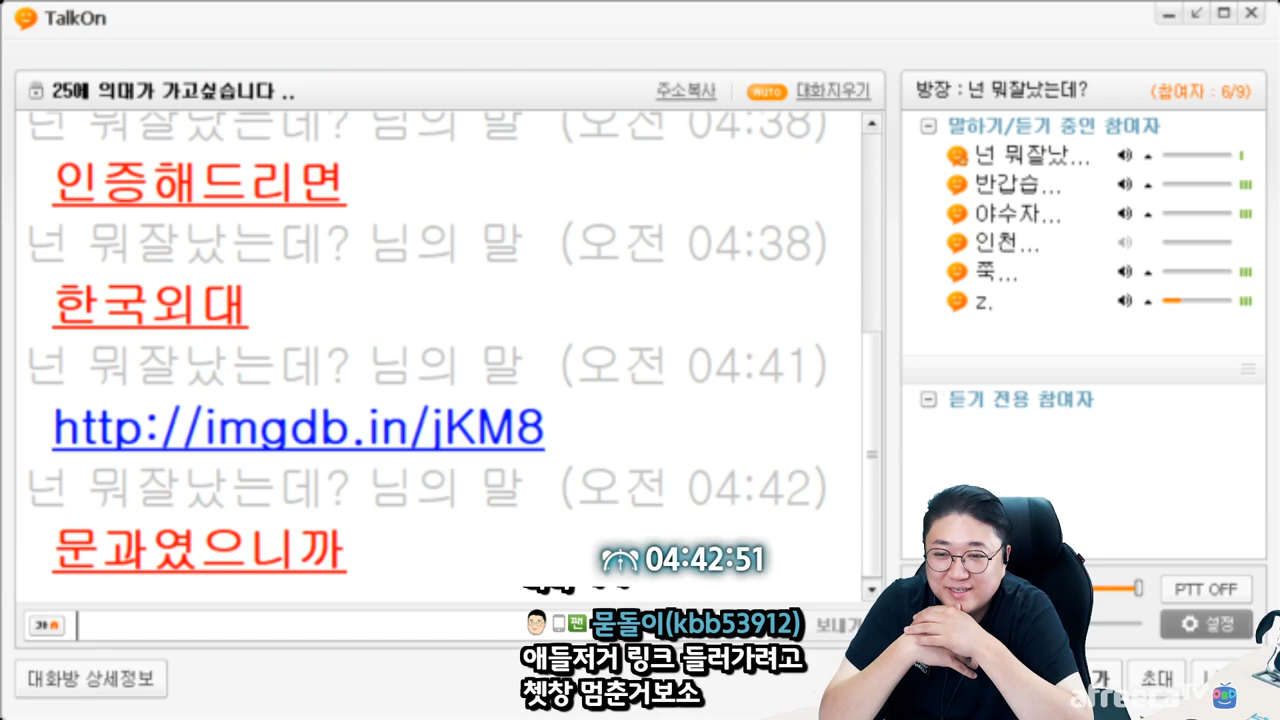 TalkOn
25에 의대가 가고싶습니다 ..
주소복사
AUTO
대화지우기
넌 뭐잘났는데? 님의 말 (오전 04:38)
인증해드리면
넌 뭐잘났는데? 님의 말 (오전 04:38)
한국외대
넌 뭐잘났는데? 님의 말 (오전 04:41)
http://imgdb.in/jKM8
넌 뭐잘났는데? 님의 말 (오전 04:42)
문과였으니까
04:42:51
가
보내기
대화방 상세정보
팬 묻돌이(kbb53912)
애들저거 링크 들러가려고
쳇창 멈춘거보소
방장 : 넌 뭐잘났는데?
(참여자 : 6/9)
말하기/듣기 중인 참여자
넌 뭐잘났...
반갑습...
야수자...
인천...
쭉...
z.
듣기 전용 참여자
PTT OFF
설정
초대
afreecaTV